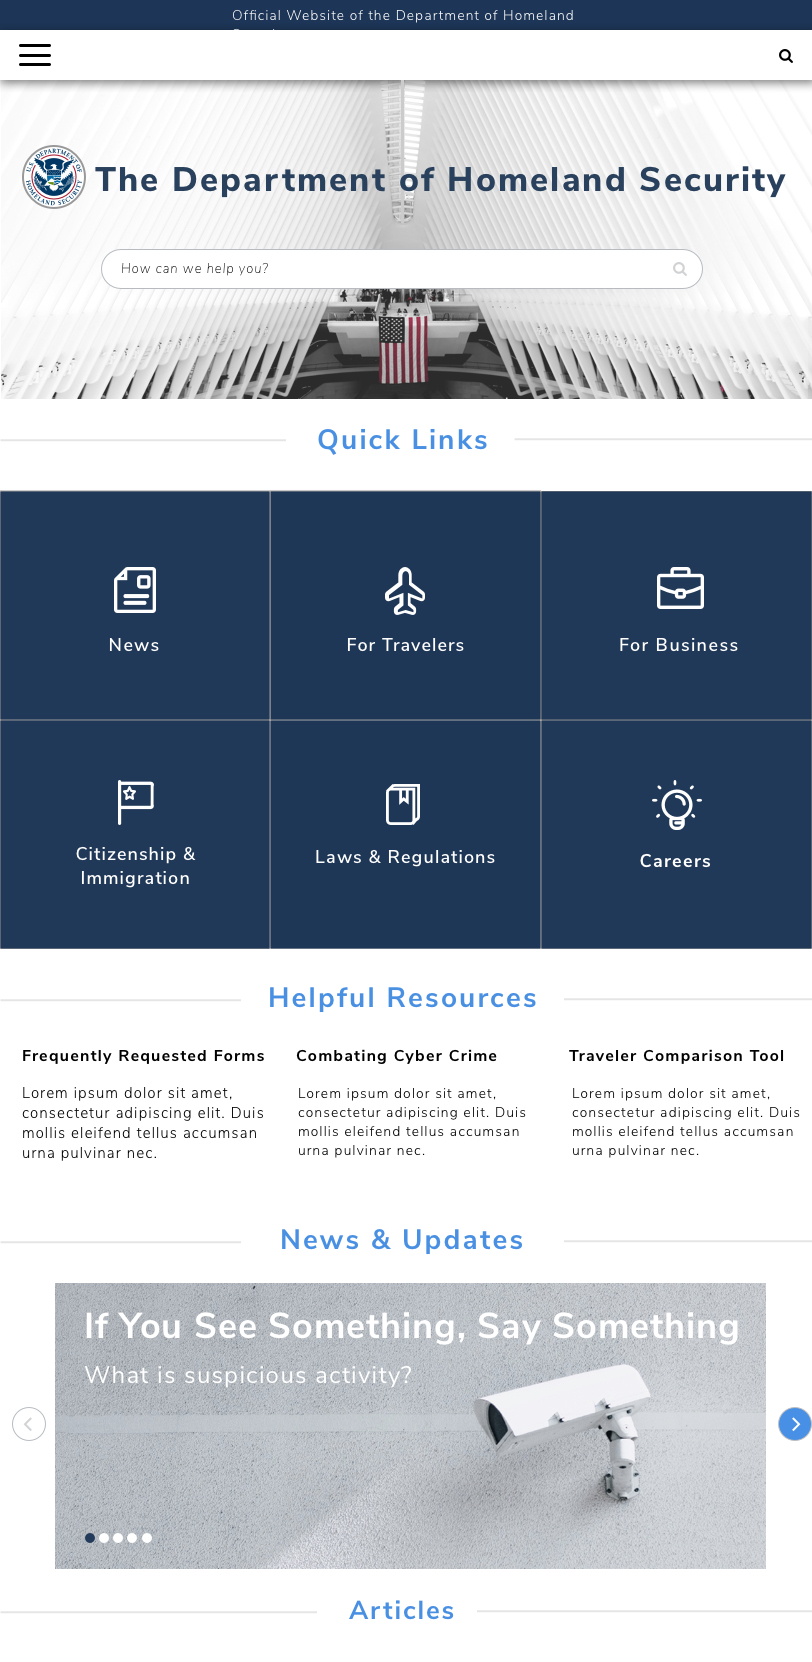 Official Website of the Department of Homeland
U.S. DEPARTMENT OF HOMELAND SECURITY
The Department of Homeland Security
How can we help you?
Quick Links
News
For Travelers
For Business
Citizenship &
Immigration
Laws & Regulations
Careers
Helpful Resources
Frequently Requested Forms
Lorem ipsum dolor sit amet,
consectetur adipiscing elit. Duis
mollis eleifend tellus accumsan
urna pulvinar nec.
Combating Cyber Crime
Lorem ipsum dolor sit amet,
consectetur adipiscing elit. Duis
mollis eleifend tellus accumsan
urna pulvinar nec.
Traveler Comparison Tool
Lorem ipsum dolor sit amet,
consectetur adipiscing elit. Duis
mollis eleifend tellus accumsan
urna pulvinar nec.
News & Updates
If You See Something, Say Something
What is suspicious activity?
Articles